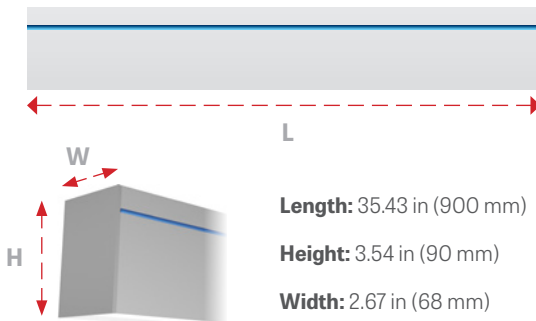 L
W
H
Length: 35.43 in (900 mm)
Height: 3.54 in (90 mm)
Width: 2.67 in (68 mm)